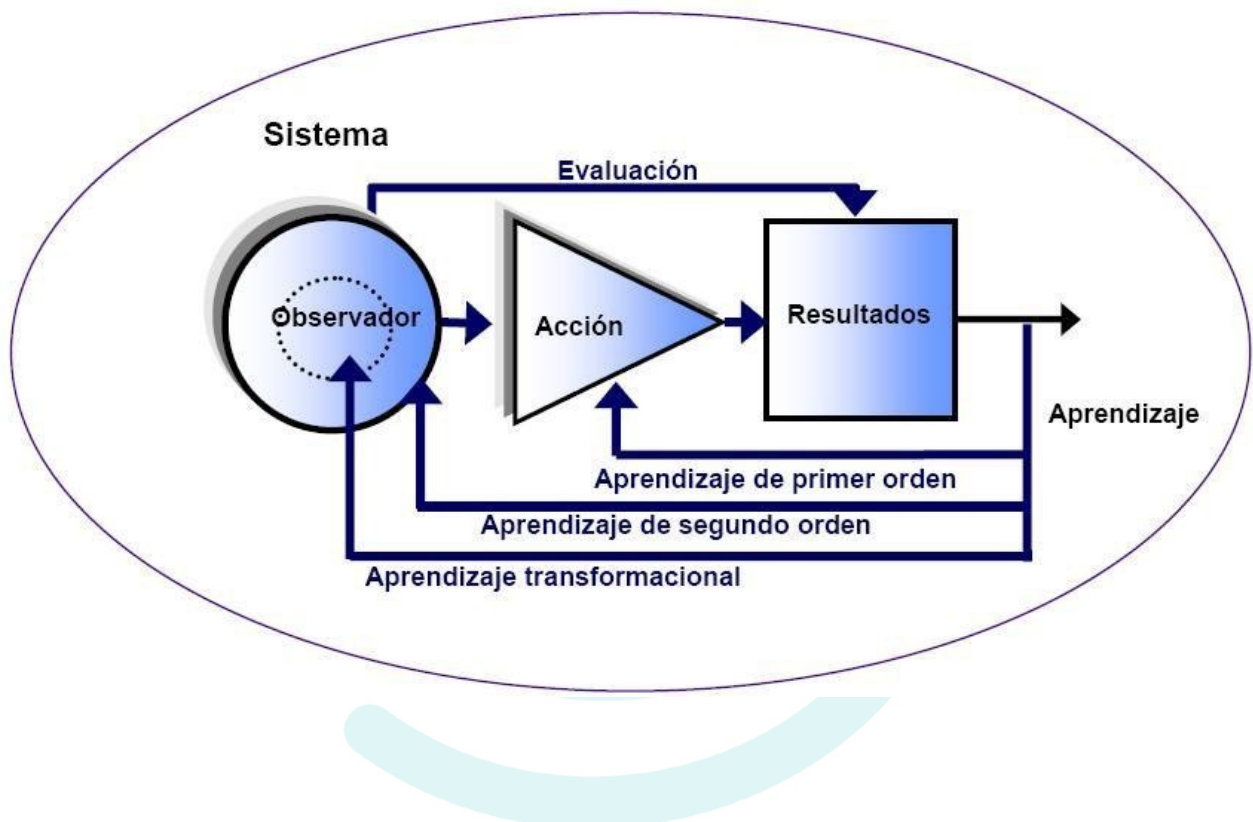 Sistema
Evaluación
Observador
Acción
Resultados
Aprendizaje
Aprendizaje de primer orden
Aprendizaje de segundo orden
Aprendizaje transformacional